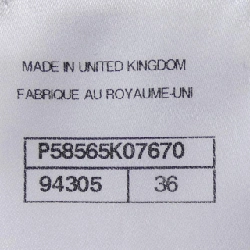 MADE IN UNITED KINGDOM
FABRIQUE AU ROYAUME-UNI
P58565K07670
94305 36